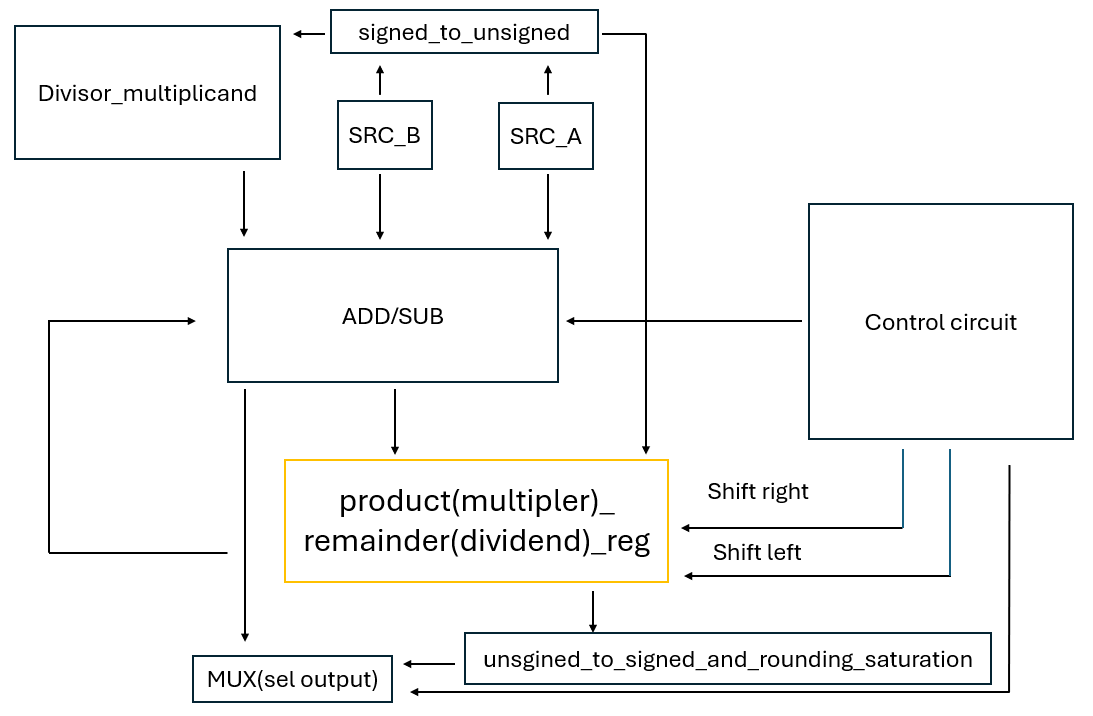 signed_to_unsigned
Divisor_multiplicand
SRC_B
SRC_A
ADD/SUB
Control circuit
product(multipler)_
remainder(dividend)_reg
Shift right
Shift left
unsgined_to_signed_and_rounding_saturation
MUX(sel output)